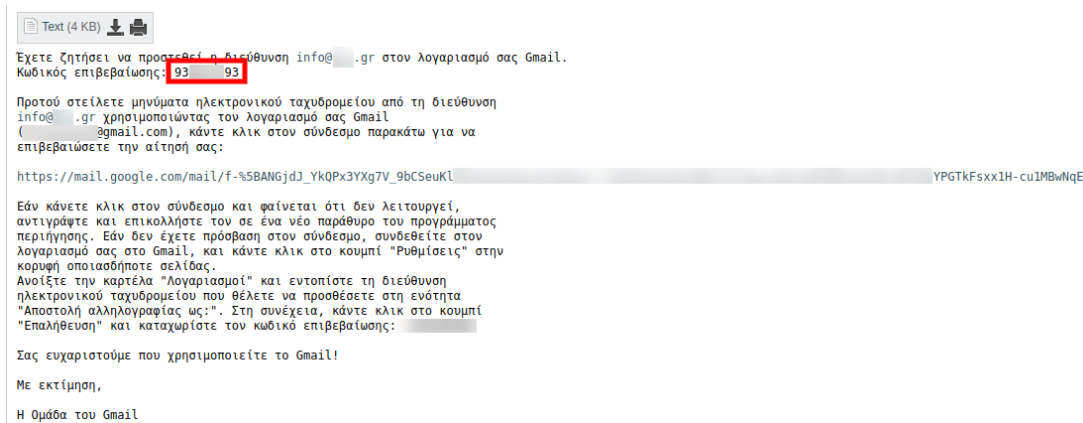 Text (4 KB)
Έχετε ζητήσει να προστεθεί η διεύθυνση info@ .gr στον λογαριασμό σας Gmail.
Κωδικός επιβεβαίωσης: 93 93
Προτού στείλετε μηνύματα ηλεκτρονικού ταχυδρομείου από τη διεύθυνση
info@ .gr χρησιμοποιώντας τον λογαριασμό σας Gmail
( @gmail.com), κάντε κλικ στον σύνδεσμο παρακάτω για να
επιβεβαιώσετε την αίτησή σας:
https://mail.google.com/mail/f-%5BANGjdJ_YkQPx3YXg7V_9bCSeuKl YPGTkFsxx1H-cu1MBwNqE
Εάν κάνετε κλικ στον σύνδεσμο και φαίνεται ότι δεν λειτουργεί,
αντιγράψτε και επικολλήστε τον σε ένα νέο παράθυρο του προγράμματος
περιήγησης. Εάν δεν έχετε πρόσβαση στον σύνδεσμο, συνδεθείτε στον
λογαριασμό σας στο Gmail, και κάντε κλικ στο κουμπί "Ρυθμίσεις" στην
κορυφή οποιασδήποτε σελίδας.
Ανοίξτε την καρτέλα "Λογαριασμοί" και εντοπίστε τη διεύθυνση
ηλεκτρονικού ταχυδρομείου που θέλετε να προσθέσετε στη ενότητα
"Αποστολή αλληλογραφίας ως:". Στη συνέχεια, κάντε κλικ στο κουμπί
"Επαλήθευση" και καταχωρίστε τον κωδικό επιβεβαίωσης:
Σας ευχαριστούμε που χρησιμοποιείτε το Gmail!
Με εκτίμηση,
Η Ομάδα του Gmail